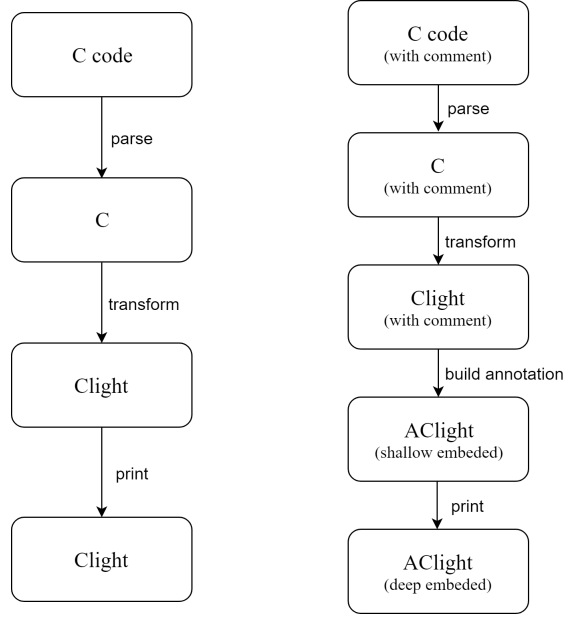 C code
parse
C
transform
Clight
print
Clight
C code
(with comment)
parse
C
(with comment)
transform
Clight
(with comment)
build annotation
AClight
(shallow embeded)
print
AClight
(deep embeded)